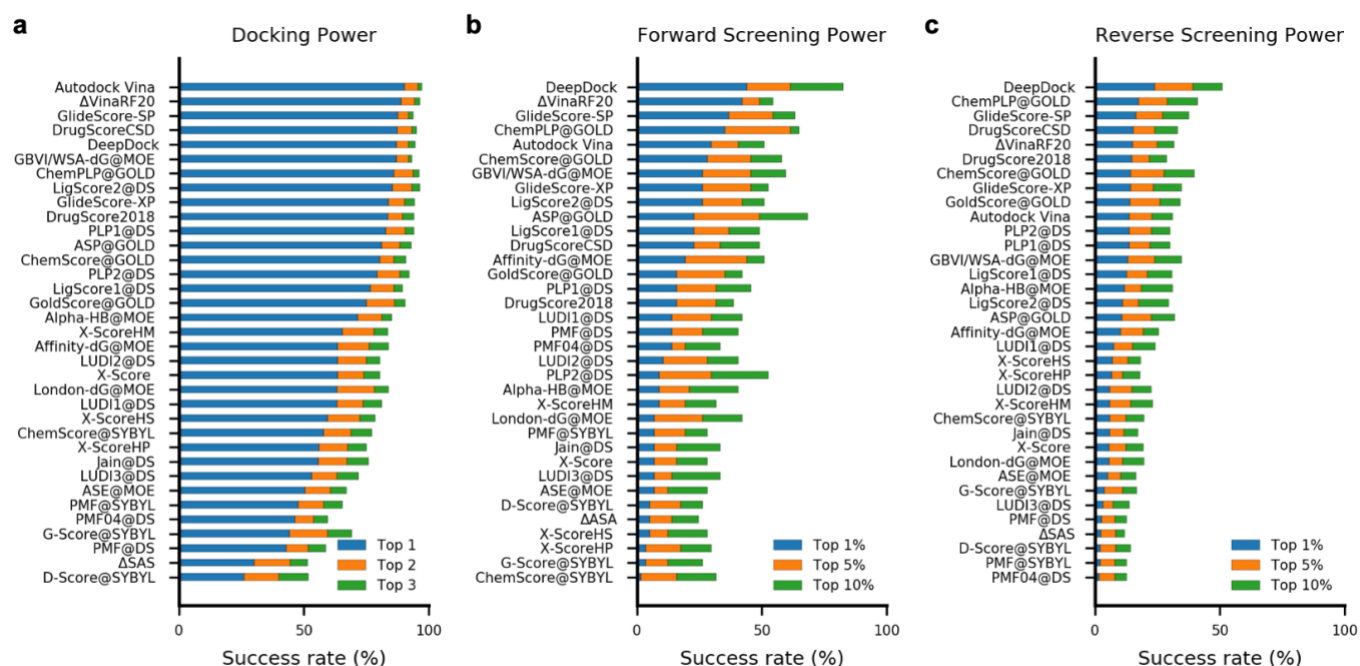 a
Docking Power
Autodock Vina
ΔVinaRF20
GlideScore-SP
DrugScoreCSD
DeepDock
GBVI/WSA-dG@MOE
ChemPLP@GOLD
LigScore2@DS
GlideScore-XP
DrugScore2018
PLP1@DS
ASP@GOLD
ChemScore@GOLD
PLP2@DS
LigScore1@DS
GoldScore@GOLD
Alpha-HB@MOE
X-ScoreHM
Affinity-dG@MOE
LUDI2@DS
X-Score
London-dG@MOE
LUDI1@DS
X-ScoreHS
ChemScore@SYBYL
X-ScoreHP
Jain@DS
LUDI3@DS
ASE@MOE
PMF@SYBYL
PMF04@DS
G-Score@SYBYL
PMF@DS
ΔSAS
D-Score@SYBYL
Top 1
Top 2
Top 3
0 50 100
Success rate (%)
b
Forward Screening Power
DeepDock
ΔVinaRF20
GlideScore-SP
ChemPLP@GOLD
Autodock Vina
ChemScore@GOLD
GBVI/WSA-dG@MOE
GlideScore-XP
LigScore2@DS
ASP@GOLD
LigScore1@DS
DrugScoreCSD
Affinity-dG@MOE
GoldScore@GOLD
PLP1@DS
DrugScore2018
LUDI1@DS
PMF@DS
PMF04@DS
LUDI2@DS
PLP2@DS
Alpha-HB@MOE
X-ScoreHM
London-dG@MOE
PMF@SYBYL
Jain@DS
X-Score
LUDI3@DS
ASE@MOE
D-Score@SYBYL
ΔASA
X-ScoreHS
X-ScoreHP
G-Score@SYBYL
ChemScore@SYBYL
Top 1%
Top 5%
Top 10%
0 50 100
Success rate (%)
c
Reverse Screening Power
DeepDock
ChemPLP@GOLD
GlideScore-SP
DrugScoreCSD
ΔVinaRF20
DrugScore2018
ChemScore@GOLD
GlideScore-XP
GoldScore@GOLD
Autodock Vina
PLP2@DS
PLP1@DS
GBVI/WSA-dG@MOE
LigScore1@DS
Alpha-HB@MOE
LigScore2@DS
ASP@GOLD
Affinity-dG@MOE
LUDI1@DS
X-ScoreHS
X-ScoreHP
LUDI2@DS
X-ScoreHM
ChemScore@SYBYL
Jain@DS
X-Score
London-dG@MOE
ASE@MOE
G-Score@SYBYL
LUDI3@DS
PMF@DS
ΔSAS
D-Score@SYBYL
PMF@SYBYL
PMF04@DS
Top 1%
Top 5%
Top 10%
0 50 100
Success rate (%)